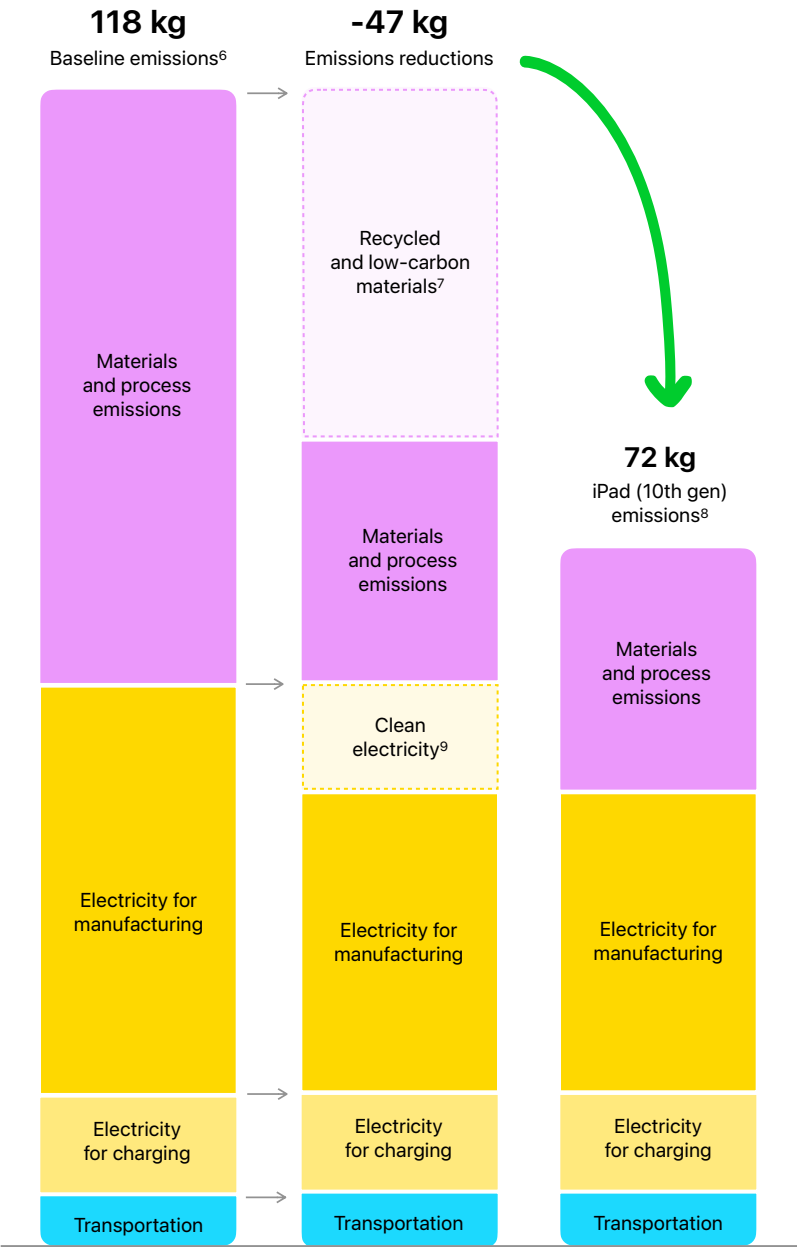 118 kg
Baseline emissions⁶
Materials
and process
emissions
Electricity for
manufacturing
Electricity
for charging
Transportation
-47 kg
Emissions reductions
Recycled
and low-carbon
materials⁷
Materials
and process
emissions
Clean
electricity⁹
Electricity for
manufacturing
Electricity
for charging
Transportation
72 kg
iPad (10th gen)
emissions⁸
Materials
and process
emissions
Electricity for
manufacturing
Electricity
for charging
Transportation